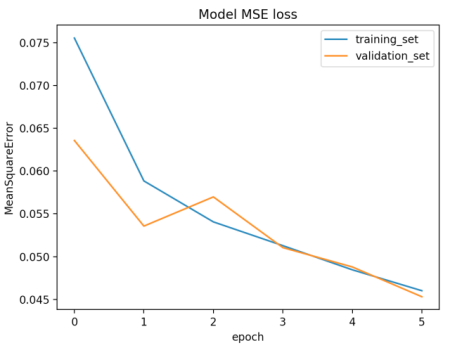 Model MSE loss
training_set
validation_set
0.075
0.070
0.065
0.060
0.055
0.050
0.045
MeanSquareError
0 1 2 3 4 5
epoch